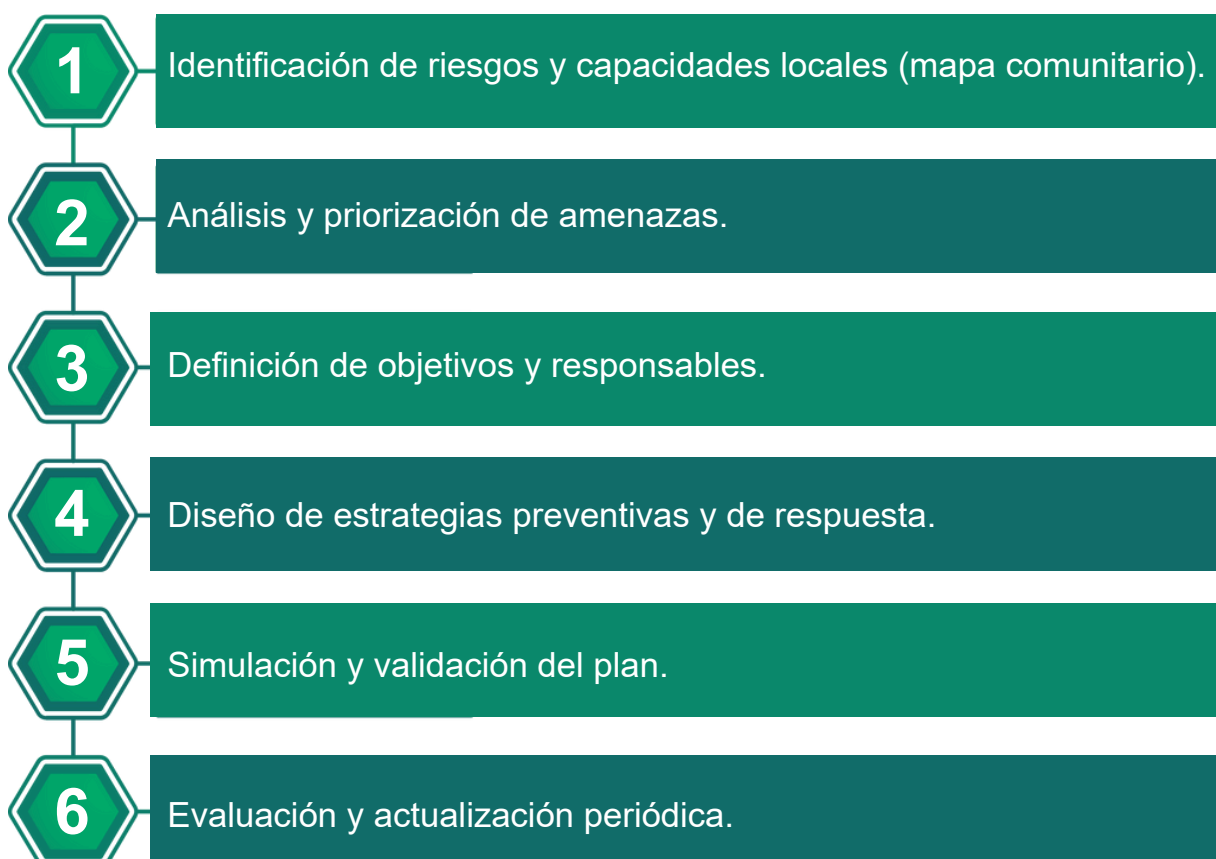 1
Identificación de riesgos y capacidades locales (mapa comunitario).
2
Análisis y priorización de amenazas.
3
Definición de objetivos y responsables.
4
Diseño de estrategias preventivas y de respuesta.
5
Simulación y validación del plan.
6
Evaluación y actualización periódica.